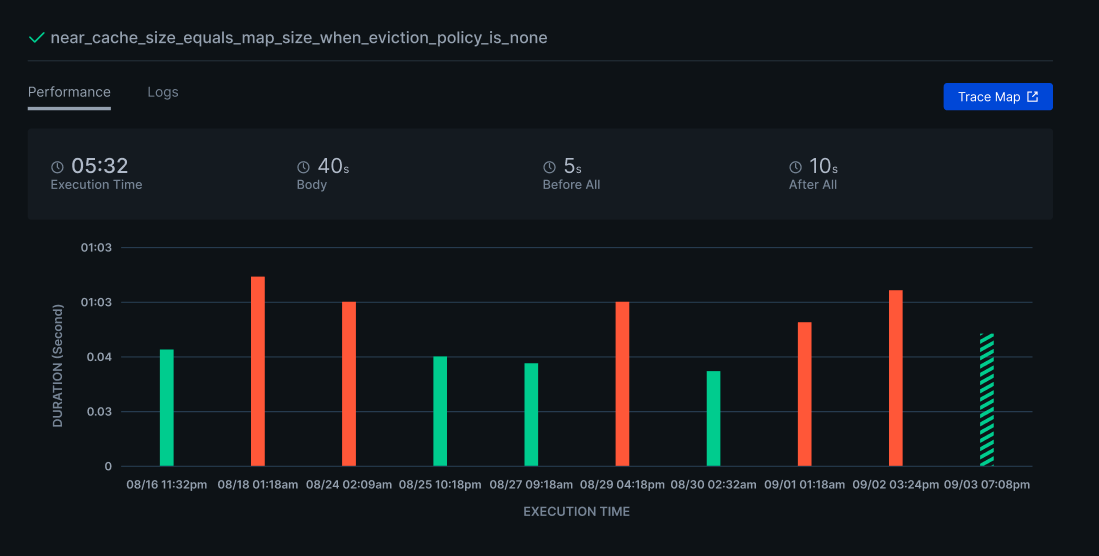 near_cache_size_equals_map_size_when_eviction_policy_is_none
Performance Logs
Trace Map
05:32 40s 5s 10s
Execution Time Body Before All After All
01:03
01:03
0.04
0.03
0
DURATION (Second)
08/16 11:32pm 08/18 01:18am 08/24 02:09am 08/25 10:18pm 08/27 09:18am 08/29 04:18pm 08/30 02:32am 09/01 01:18am 09/02 03:24pm 09/03 07:08pm
EXECUTION TIME